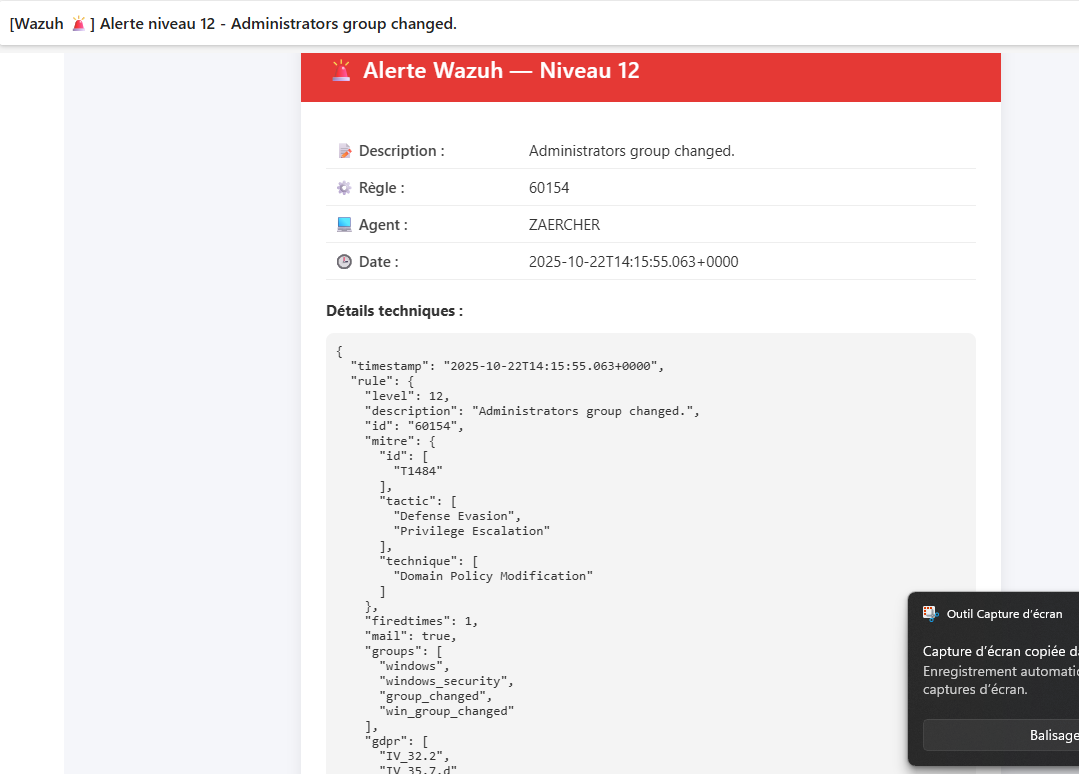 [Wazuh 🚨 ] Alerte niveau 12 - Administrators group changed.
🚨 Alerte Wazuh — Niveau 12
📝 Description : Administrators group changed.
⚙️ Règle : 60154
💻 Agent : ZAERCHER
🕒 Date : 2025-10-22T14:15:55.063+0000
Détails techniques :
{
  "timestamp": "2025-10-22T14:15:55.063+0000",
  "rule": {
    "level": 12,
    "description": "Administrators group changed.",
    "id": "60154",
    "mitre": {
      "id": [
        "T1484"
      ],
      "tactic": [
        "Defense Evasion",
        "Privilege Escalation"
      ],
      "technique": [
        "Domain Policy Modification"
      ]
    },
    "firedtimes": 1,
    "mail": true,
    "groups": [
      "windows",
      "windows_security",
      "group_changed",
      "win_group_changed"
    ],
    "gdpr": [
      "IV_32.2",
      "IV_35.7.d"
Outil Capture d'écran
Capture d'écran copiée da
Enregistrement automatic
captures d'écran.
Balisage